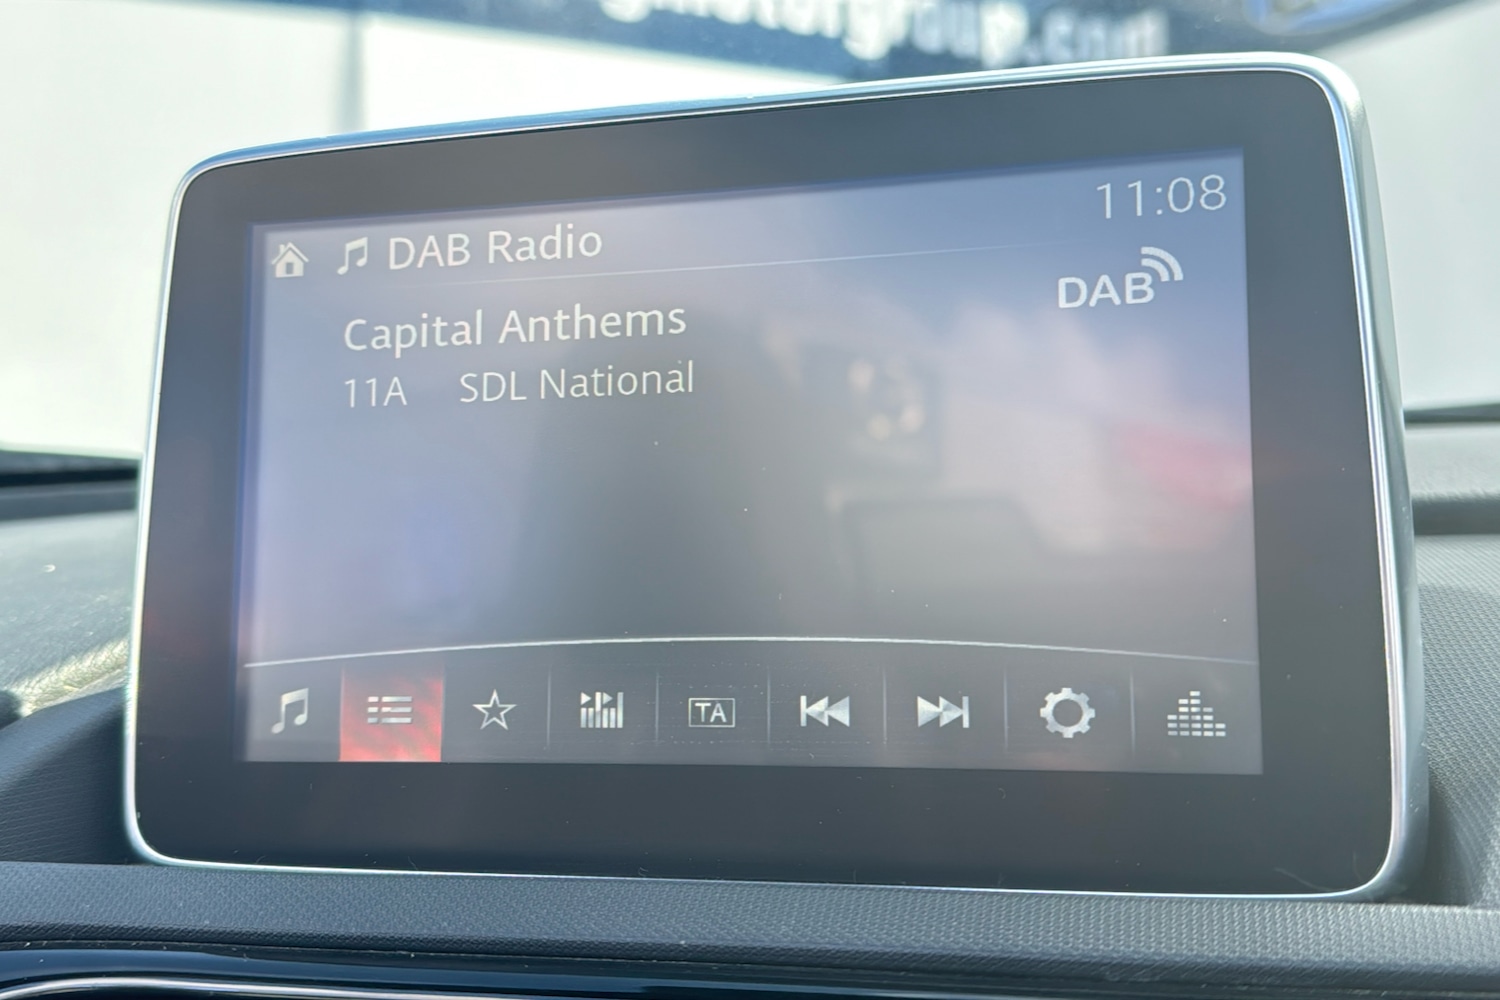 11:08
DAB Radio
DAB
Capital Anthems
11A SDL National
TA